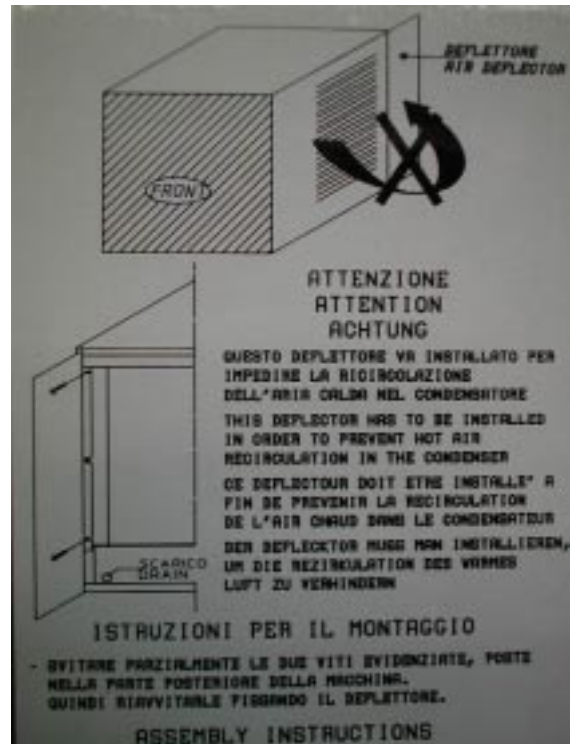 DEFLETTORE
AIR DEFLECTOR
FRONT
ATTENZIONE
ATTENTION
ACHTUNG
QUESTO DEFLETTORE VA INSTALLATO PER
IMPEDIRE LA RICIRCOLAZIONE
DELL'ARIA CALDA NEL CONDENSATORE
THIS DEFLECTOR HAS TO BE INSTALLED
IN ORDER TO PREVENT HOT AIR
RECIRCULATION IN THE CONDENSER
CE DEFLECTOUR DOIT ETRE INSTALLE' A
FIN DE PREVENIR LA RECIRCULATION
DE L'AIR CHAUD DANS LE CONDENSATEUR
DER DEFLECKTOR MUSS MAN INSTALLIEREN,
UM DIE REZIRKULATION DES WARMES
LUFT ZU VERHINDERN
SCARICO
DRAIN
ISTRUZIONI PER IL MONTAGGIO
- SVITARE PARZIALMENTE LE DUE VITI EVIDENZIATE, POSTE
NELLA PARTE POSTERIORE DELLA MACCHINA.
QUINDI RIAVVITARLE FISSANDO IL DEFLETTORE.
ASSEMBLY INSTRUCTIONS